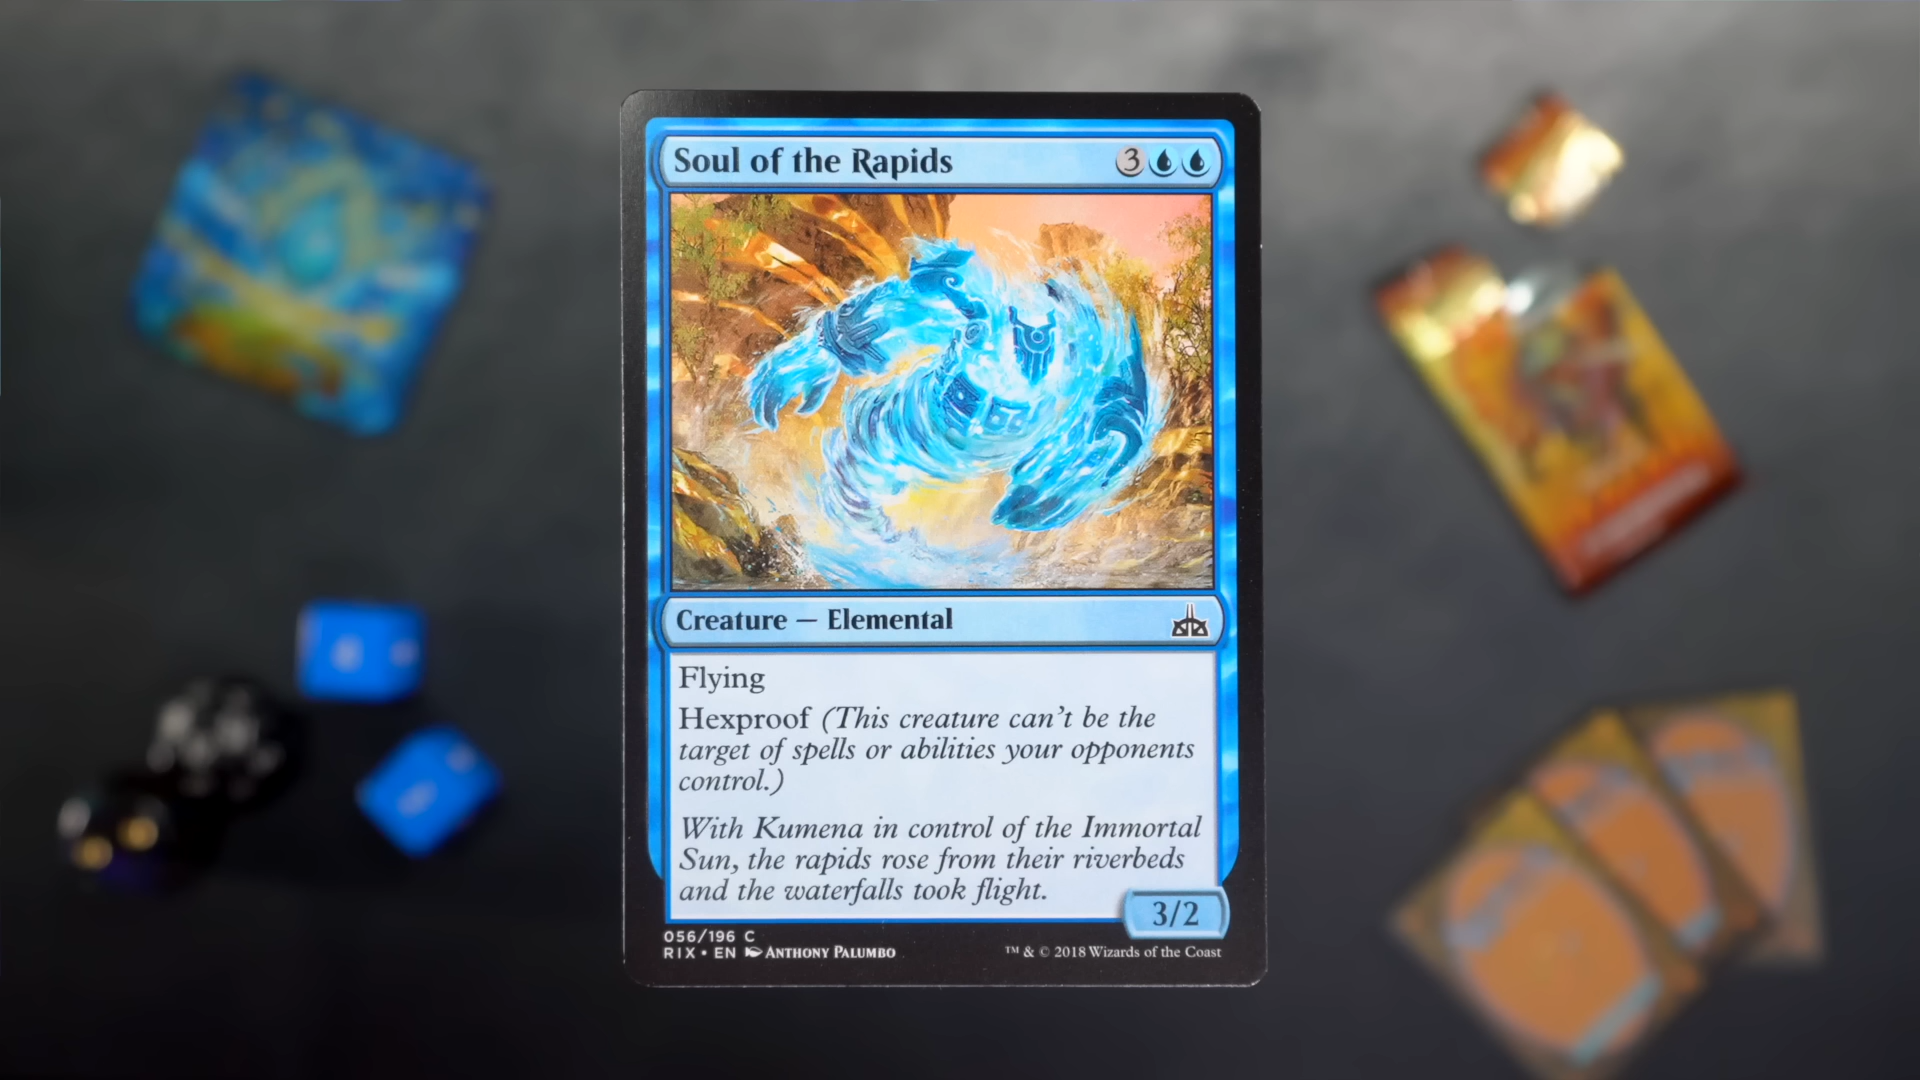 Soul of the Rapids 3
Creature — Elemental
Flying
Hexproof (This creature can't be the
target of spells or abilities your opponents
control.)
With Kumena in control of the Immortal
Sun, the rapids rose from their riverbeds
and the waterfalls took flight.
3/2
056/196 C
RIX • EN ANTHONY PALUMBO
™ & © 2018 Wizards of the Coast